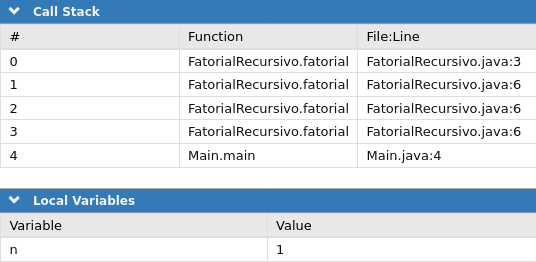 Call Stack
# Function File:Line
0 FatorialRecursivo.fatorial FatorialRecursivo.java:3
1 FatorialRecursivo.fatorial FatorialRecursivo.java:6
2 FatorialRecursivo.fatorial FatorialRecursivo.java:6
3 FatorialRecursivo.fatorial FatorialRecursivo.java:6
4 Main.main Main.java:4
Local Variables
Variable Value
n 1